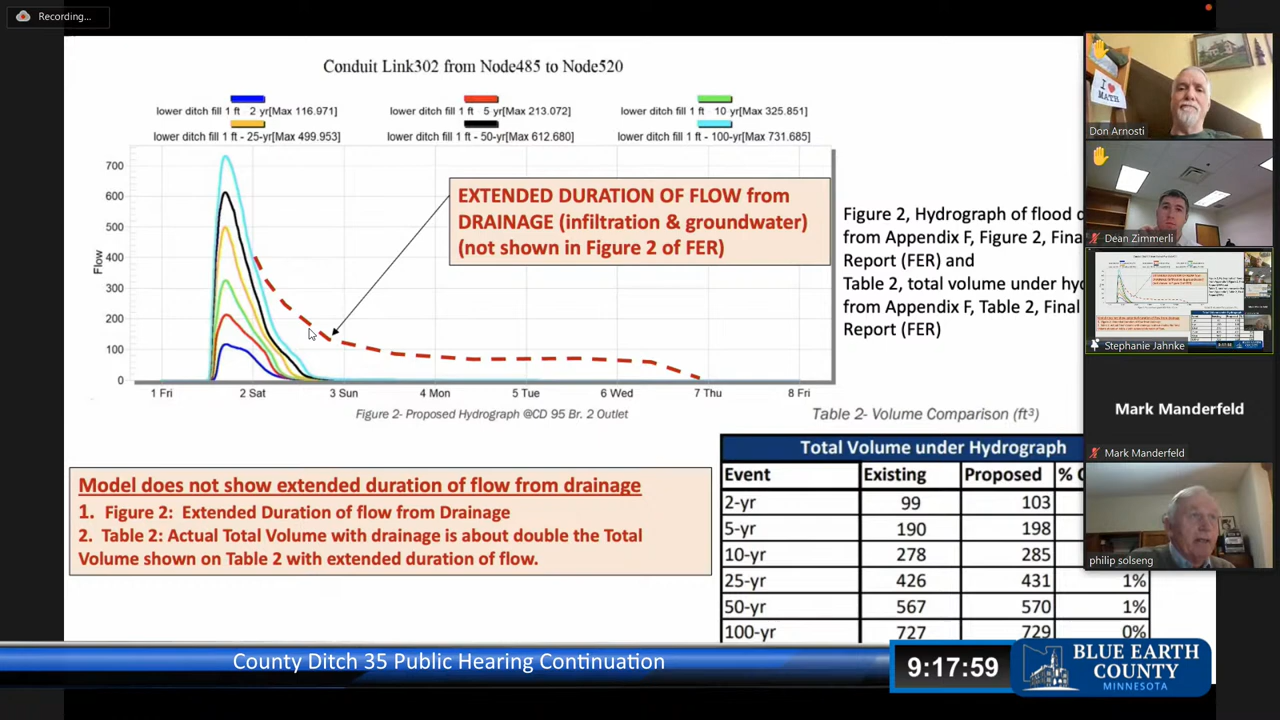 Recording...
Conduit Link302 from Node485 to Node520
lower ditch fill 1 ft 2 yr[Max 116.971]
lower ditch fill 1 ft 5 yr[Max 213.072]
lower ditch fill 1 ft 10 yr[Max 325.851]
lower ditch fill 1 ft - 25-yr[Max 499.953]
lower ditch fill 1 ft - 50-yr[Max 612.680]
lower ditch fill 1 ft - 100-yr[Max 731.685]
700
600
500
400
300
200
100
0
Flow
1 Fri
2 Sat
3 Sun
4 Mon
5 Tue
6 Wed
7 Thu
8 Fri
EXTENDED DURATION OF FLOW from
DRAINAGE (infiltration & groundwater)
(not shown in Figure 2 of FER)
Figure 2- Proposed Hydrograph @CD 95 Br. 2 Outlet
Figure 2, Hydrograph of flood
from Appendix F, Figure 2,
Report (FER) and
Table 2, total volume under
from Appendix F, Table 2, Final
Report (FER)
Model does not show extended duration of flow from drainage
1. Figure 2: Extended Duration of flow from Drainage
2. Table 2: Actual Total Volume with drainage is about double the Total
Volume shown on Table 2 with extended duration of flow.
Table 2- Volume Comparison (ft³)
Total Volume under Hydrograph
Event Existing Proposed %
2-yr 99 103
5-yr 190 198
10-yr 278 285
25-yr 426 431 1%
50-yr 567 570 1%
100-yr 727 729 0%
I ♥
MATH
Don Arnosti
Dean Zimmerli
Stephanie Jahnke
Mark Manderfeld
Mark Manderfeld
philip solseng
County Ditch 35 Public Hearing Continuation
9:17:59
BLUE EARTH
COUNTY
MINNESOTA